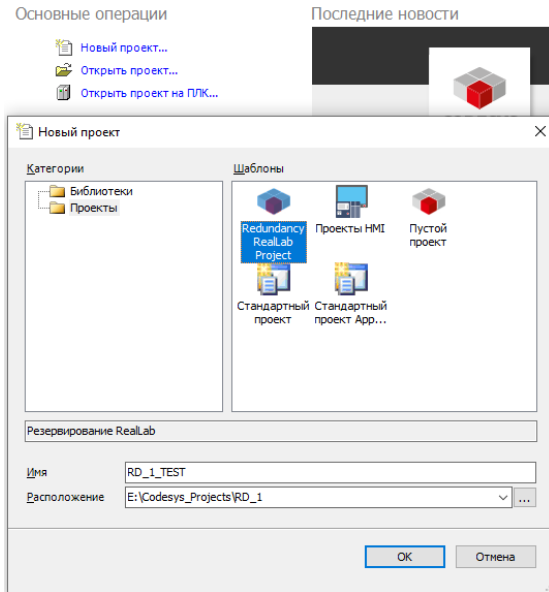 Основные операции
Последние новости
Новый проект...
Открыть проект...
Открыть проект на ПЛК...
Новый проект
Категории
Шаблоны
Библиотеки
Проекты
Redundancy RealLab Project
Проекты HMI
Пустой проект
Стандартный проект
Стандартный проект App...
Резервирование RealLab
Имя
RD_1_TEST
Расположение
E:\Codesys_Projects\RD_1
...
OK
Отмена